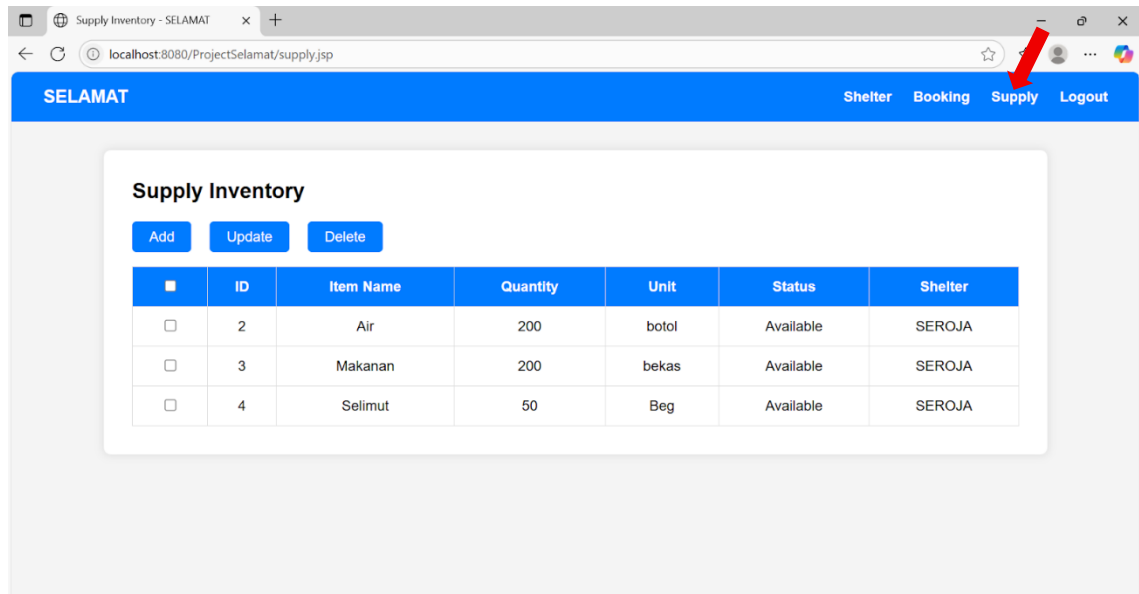 Supply Inventory - SELAMAT
localhost:8080/ProjectSelamat/supply.jsp
SELAMAT Shelter Booking Supply Logout
Supply Inventory
Add Update Delete
ID Item Name Quantity Unit Status Shelter
2 Air 200 botol Available SEROJA
3 Makanan 200 bekas Available SEROJA
4 Selimut 50 Beg Available SEROJA